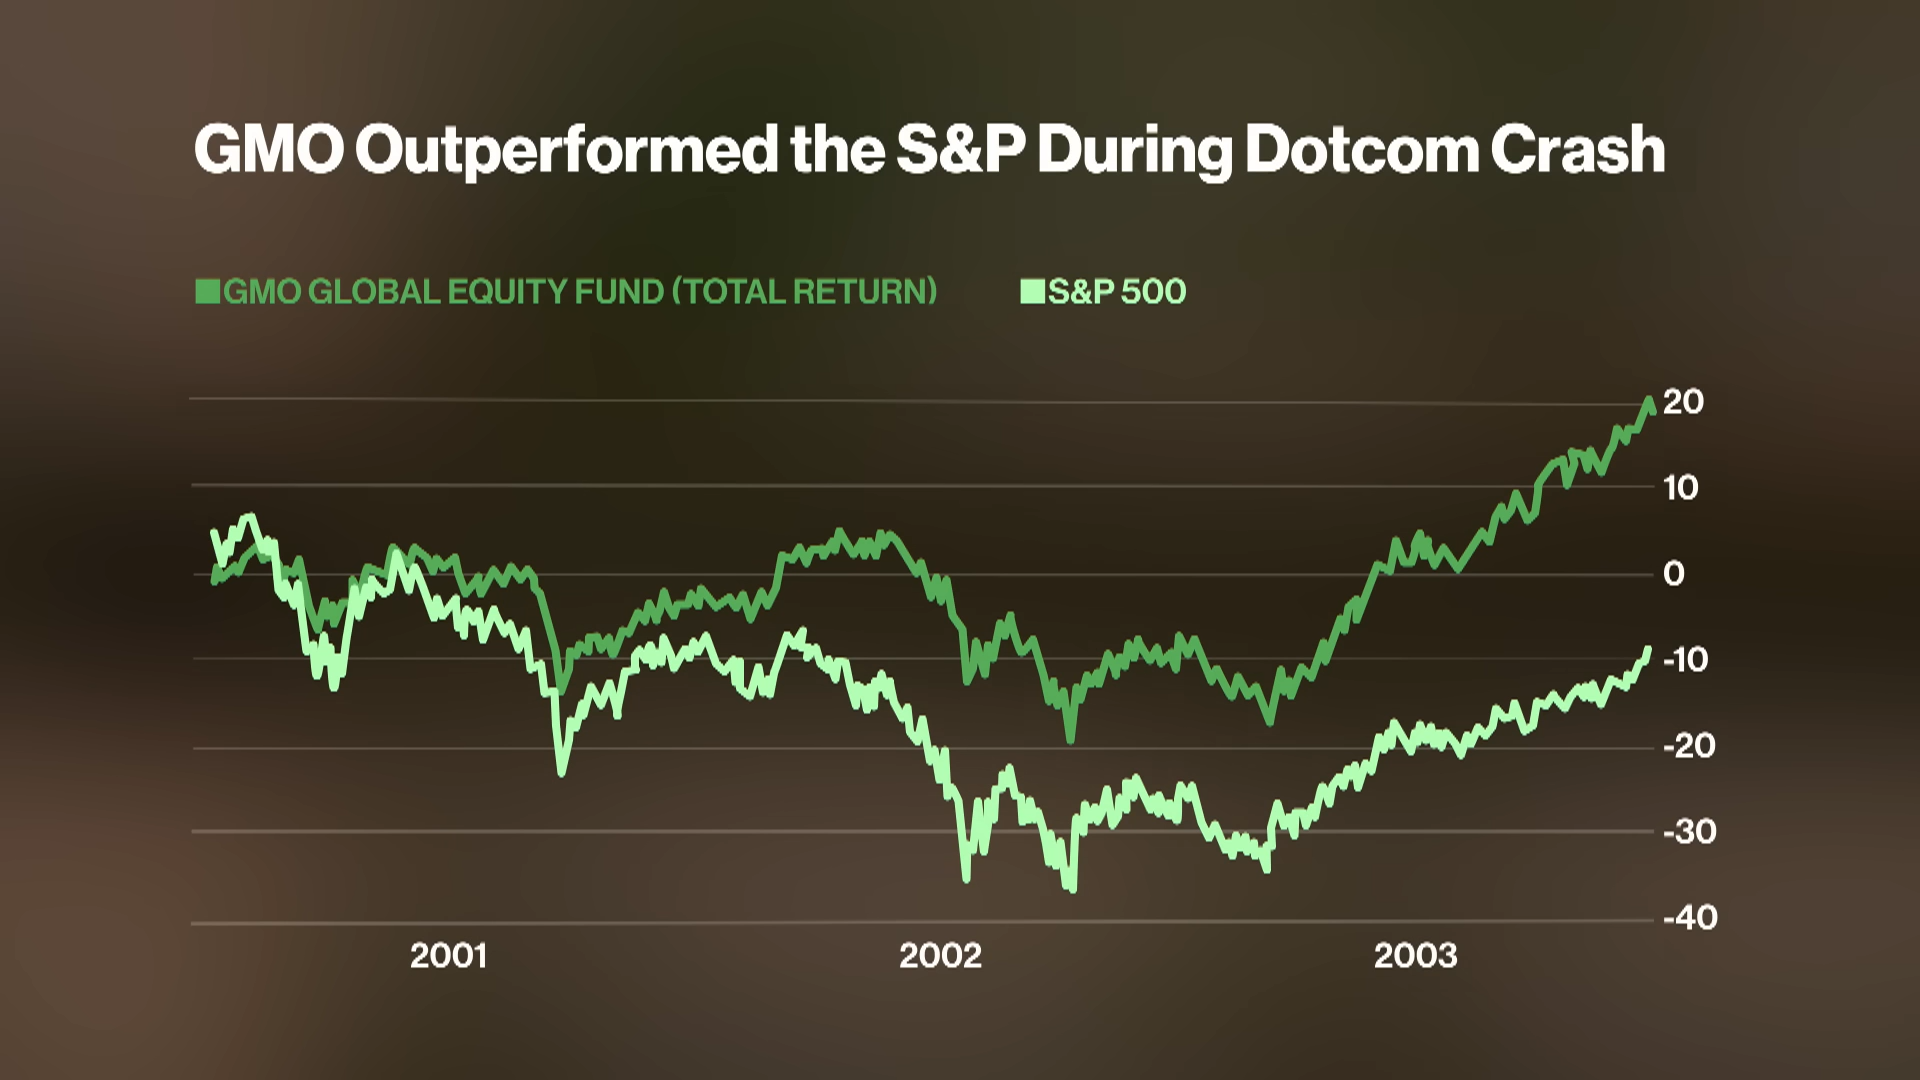 GMO Outperformed the S&P During Dotcom Crash
GMO GLOBAL EQUITY FUND (TOTAL RETURN) S&P 500
20
10
0
-10
-20
-30
-40
2001 2002 2003